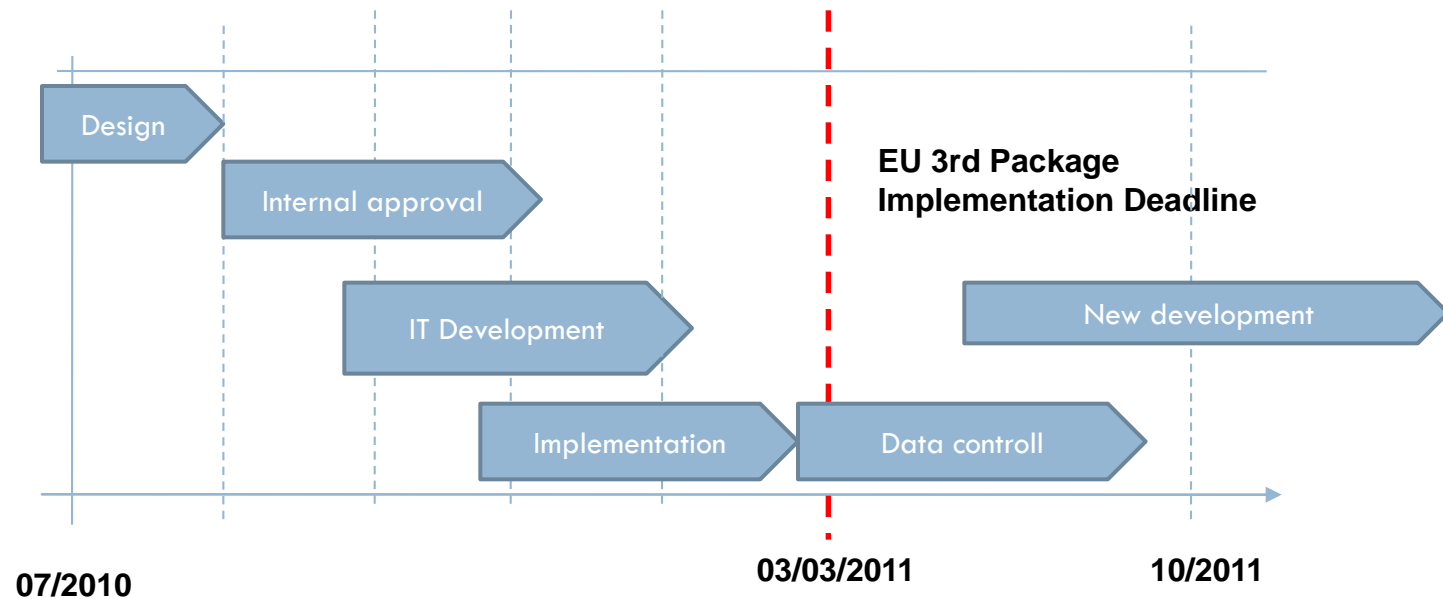 Design
Internal approval
EU 3rd Package
Implementation Deadline
IT Development
New development
Implementation
Data controll
07/2010
03/03/2011
10/2011